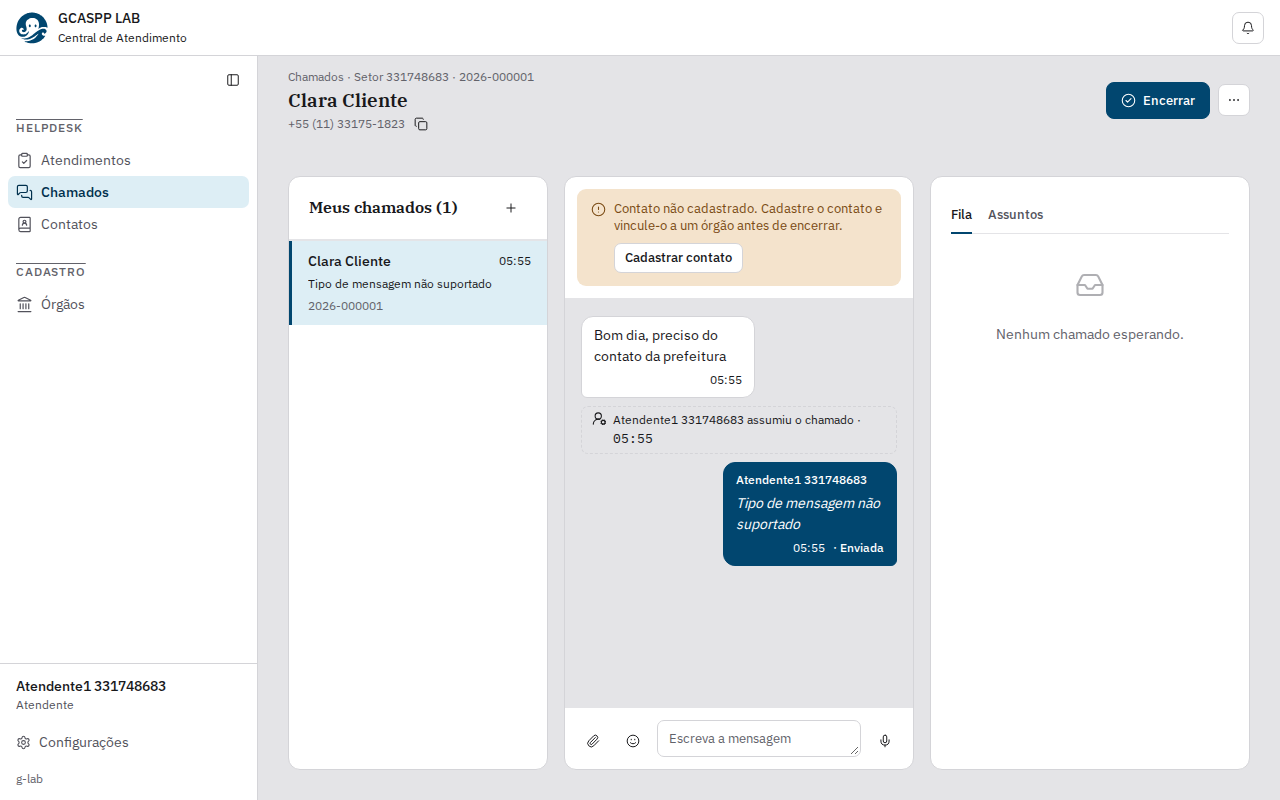 GCASPP LAB
Central de Atendimento
HELPDESK
Atendimentos
Chamados
Contatos
CADASTRO
Órgãos
Atendente1 331748683
Atendente
Configurações
g-lab
Chamados · Setor 331748683 · 2026-000001
Clara Cliente
+55 (11) 33175-1823
Encerrar
Meus chamados (1)
Clara Cliente 05:55
Tipo de mensagem não suportado
2026-000001
Contato não cadastrado. Cadastre o contato e
vincule-o a um órgão antes de encerrar.
Cadastrar contato
Bom dia, preciso do
contato da prefeitura
05:55
Atendente1 331748683 assumiu o chamado ·
05:55
Atendente1 331748683
Tipo de mensagem não
suportado
05:55 · Enviada
Escreva a mensagem
Fila Assuntos
Nenhum chamado esperando.